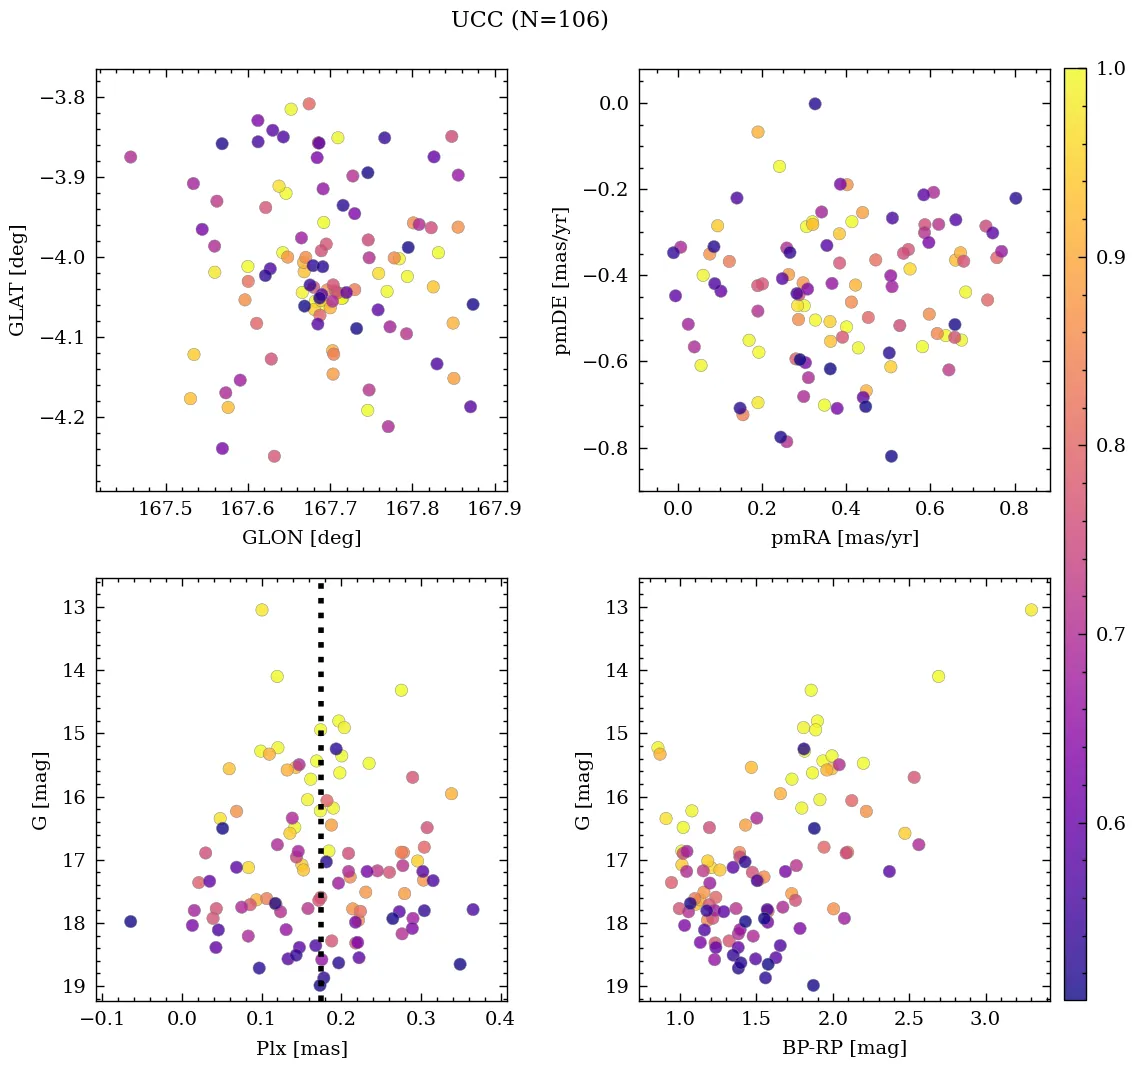 UCC (N=106)
−3.8
−3.9
−4.0
−4.1
−4.2
GLAT [deg]
167.5 167.6 167.7 167.8 167.9
GLON [deg]
0.0
−0.2
−0.4
−0.6
−0.8
pmDE [mas/yr]
0.0 0.2 0.4 0.6 0.8
pmRA [mas/yr]
1.0
0.9
0.8
0.7
0.6
13
14
15
16
17
18
19
G [mag]
−0.1 0.0 0.1 0.2 0.3 0.4
Plx [mas]
13
14
15
16
17
18
19
G [mag]
1.0 1.5 2.0 2.5 3.0
BP-RP [mag]